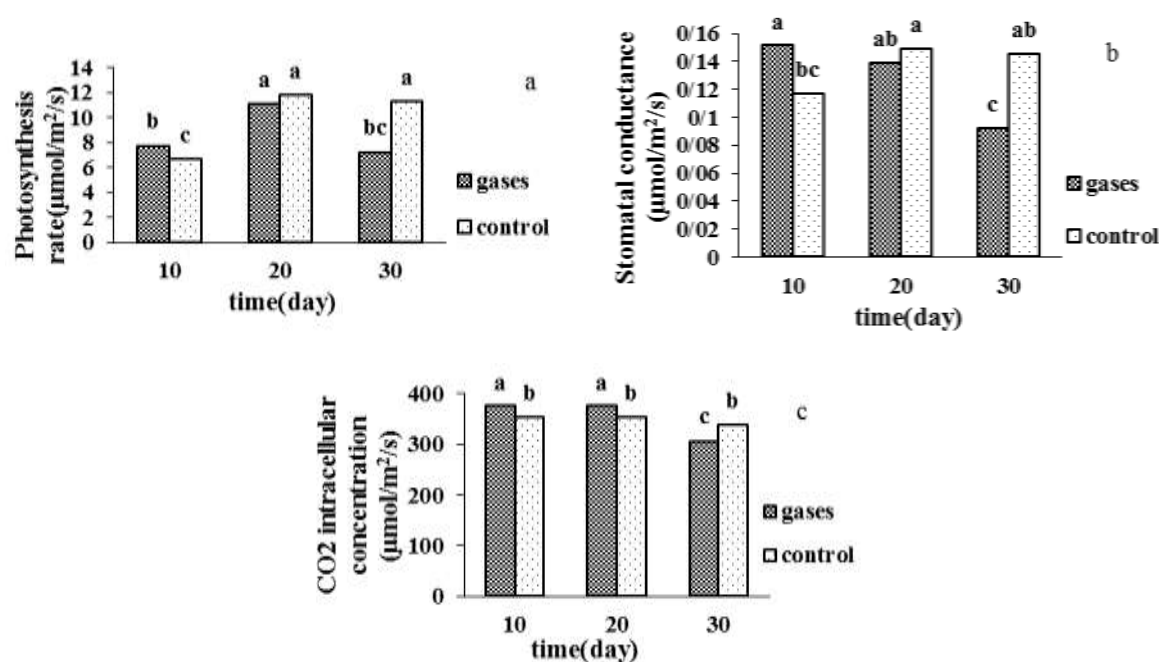 14
12
10
8
6
4
2
0
Photosynthesis
rate(µmol/m²/s)
b
c
a
a
bc
a
a
gases
control
10
20
30
time(day)
0/16
0/14
0/12
0/1
0/08
0/06
0/04
0/02
0
Stomatal conductance
(µmol/m²/s)
a
bc
ab
a
c
ab
b
gases
control
10
20
30
time(day)
400
300
200
100
0
CO2 intracellular
concentration
(µmol/m²/s)
a
b
a
b
c
b
c
gases
control
10
20
30
time(day)